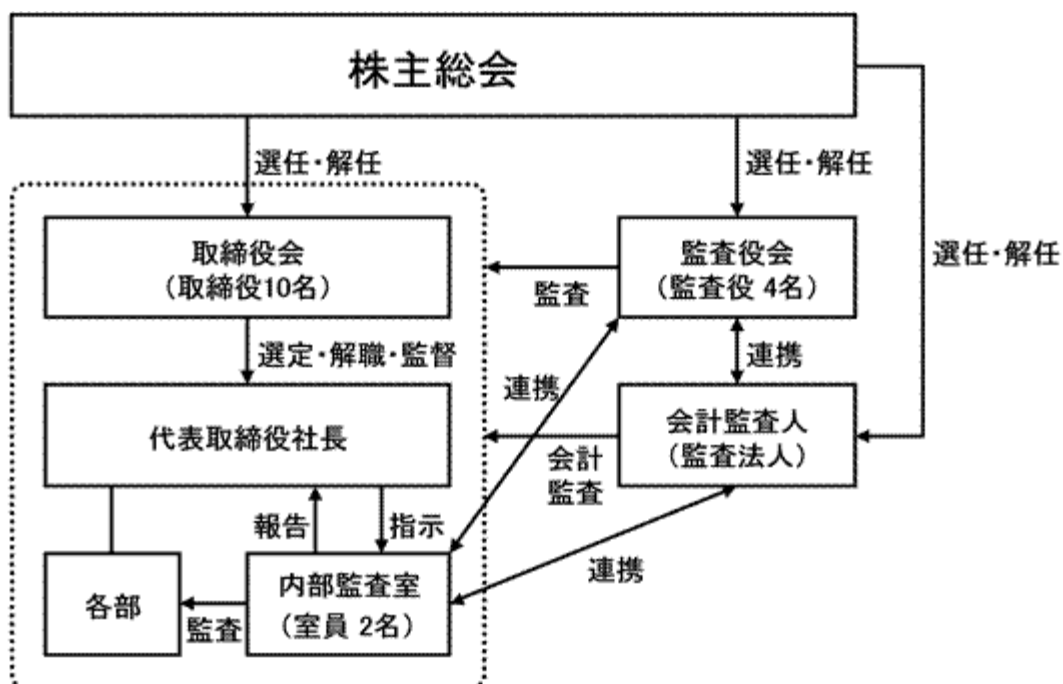 株主総会
選任・解任
選任・解任
選任・解任
取締役会
(取締役10名)
監査役会
(監査役 4名)
監査
選定・解職・監督
連携
連携
代表取締役社長
会計監査人
(監査法人)
会計
監査
報告
指示
連携
各部
監査
内部監査室
(室員 2名)